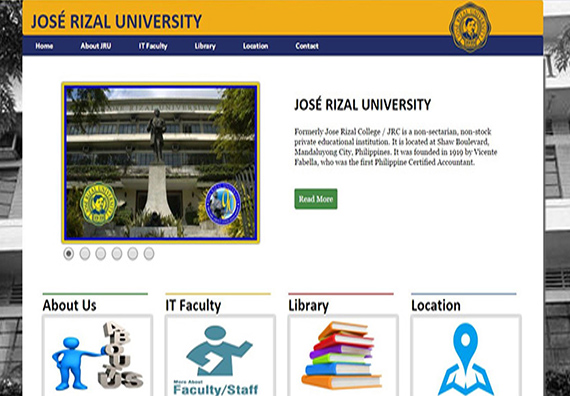 JOSÉ RIZAL UNIVERSITY
Home About JRU IT Faculty Library Location Contact
JOSÉ RIZAL UNIVERSITY
Formerly Jose Rizal College / JRC is a non-sectarian, non-stock
private educational institution. It is located at Shaw Boulevard,
Mandaluyong City, Philippines. It was founded in 1919 by Vicente
Fabella, who was the first Philippine Certified Accountant.
Read More
About Us IT Faculty Library Location
ABOUT US
More About
Faculty/Staff